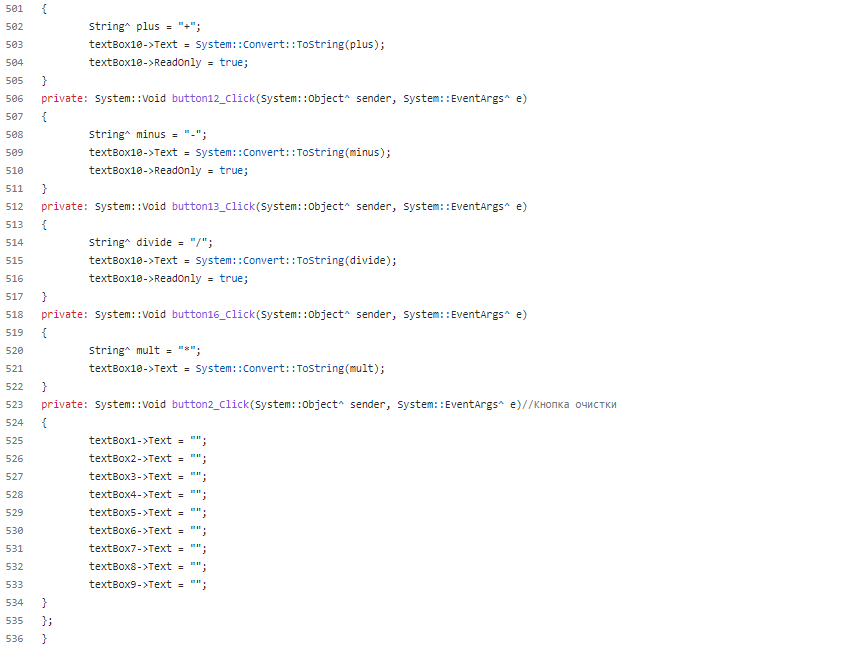 501 {
502 String^ plus = "+";
503 textBox10->Text = System::Convert::ToString(plus);
504 textBox10->ReadOnly = true;
505 }
506 private: System::Void button12_Click(System::Object^ sender, System::EventArgs^ e)
507 {
508 String^ minus = "-";
509 textBox10->Text = System::Convert::ToString(minus);
510 textBox10->ReadOnly = true;
511 }
512 private: System::Void button13_Click(System::Object^ sender, System::EventArgs^ e)
513 {
514 String^ divide = "/";
515 textBox10->Text = System::Convert::ToString(divide);
516 textBox10->ReadOnly = true;
517 }
518 private: System::Void button16_Click(System::Object^ sender, System::EventArgs^ e)
519 {
520 String^ mult = "*";
521 textBox10->Text = System::Convert::ToString(mult);
522 }
523 private: System::Void button2_Click(System::Object^ sender, System::EventArgs^ e)//Кнопка очистки
524 {
525 textBox1->Text = "";
526 textBox2->Text = "";
527 textBox3->Text = "";
528 textBox4->Text = "";
529 textBox5->Text = "";
530 textBox6->Text = "";
531 textBox7->Text = "";
532 textBox8->Text = "";
533 textBox9->Text = "";
534 }
535 };
536 }